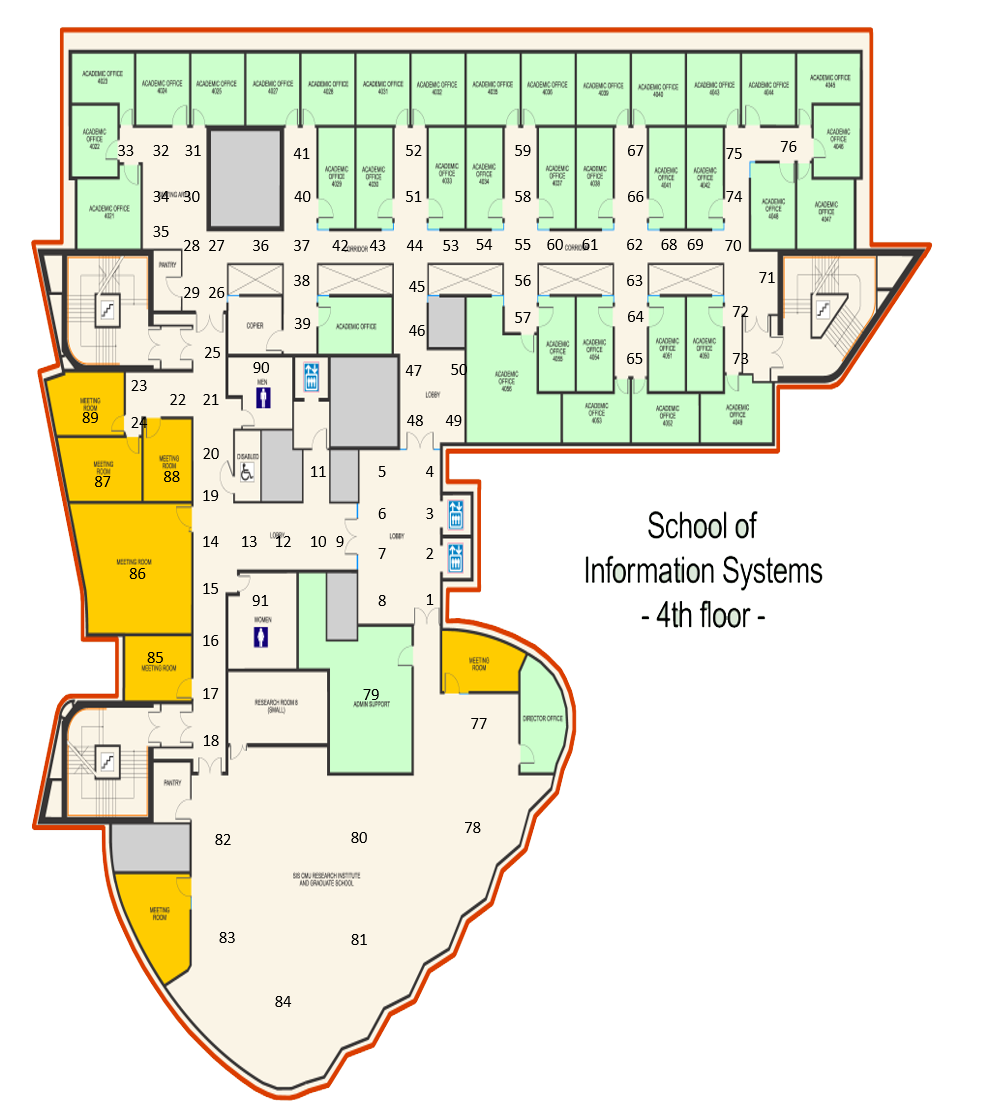 ACADEMIC OFFICE
4023
ACADEMIC OFFICE
4024
ACADEMIC OFFICE
4025
ACADEMIC OFFICE
4027
ACADEMIC OFFICE
4028
ACADEMIC OFFICE
4031
ACADEMIC OFFICE
4032
ACADEMIC OFFICE
4035
ACADEMIC OFFICE
4036
ACADEMIC OFFICE
4039
ACADEMIC OFFICE
4040
ACADEMIC OFFICE
4043
ACADEMIC OFFICE
4044
ACADEMIC OFFICE
4045
ACADEMIC
OFFICE
4022
33 32 31
41
52
59
67
75
76
ACADEMIC
OFFICE
4046
ACADEMIC OFFICE
4029
ACADEMIC OFFICE
4030
ACADEMIC OFFICE
4033
ACADEMIC OFFICE
4034
ACADEMIC OFFICE
4037
ACADEMIC OFFICE
4038
ACADEMIC OFFICE
4041
ACADEMIC OFFICE
4042
ACADEMIC OFFICE
4021
34 30
40
51
58
66
74
ACADEMIC
OFFICE
4048
ACADEMIC
OFFICE
4047
35
28 27 36 37 42 43 44 53 54 55 60 61 62 68 69 70
CORRIDOR
CORRIDOR
PANTRY
29 26
38
45
56
63
71
COPIER
39
ACADEMIC OFFICE
46
57
64
72
25
ACADEMIC OFFICE
4055
ACADEMIC OFFICE
4054
ACADEMIC OFFICE
4051
ACADEMIC OFFICE
4050
65
73
90
MEN
47
50
LOBBY
ACADEMIC
OFFICE
4056
23
22
21
24
MEETING
ROOM
89
48
49
ACADEMIC
OFFICE
4053
ACADEMIC
OFFICE
4052
ACADEMIC
OFFICE
4049
20
DISABLED
MEETING
ROOM
87
MEETING
ROOM
88
11
5
4
19
6
3
14 13 12 10 9
LOBBY
LOBBY
7
2
School of
Information Systems
- 4th floor -
MEETING ROOM
86
15
91
WOMEN
8
1
16
85
MEETING ROOM
MEETING
ROOM
17
RESEARCH ROOM 8
(SMALL)
79
ADMIN SUPPORT
77
DIRECTOR OFFICE
18
PANTRY
82
80
78
SIS CMU RESEARCH INSTITUTE
AND GRADUATE SCHOOL
MEETING
ROOM
83
81
84